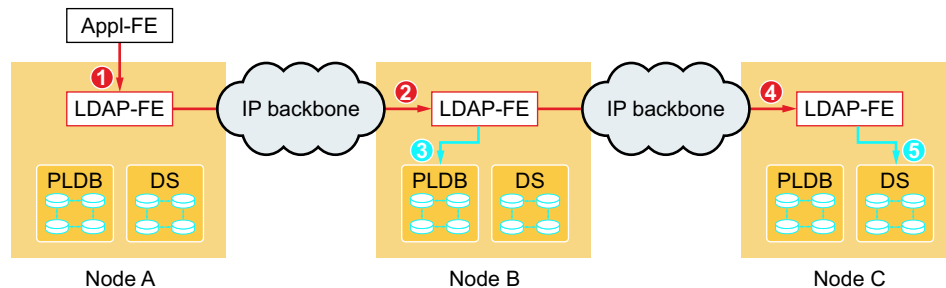 Appl-FE
1
LDAP-FE
IP backbone
2
LDAP-FE
IP backbone
4
LDAP-FE
3
5
PLDB
DS
PLDB
DS
PLDB
DS
Node A
Node B
Node C